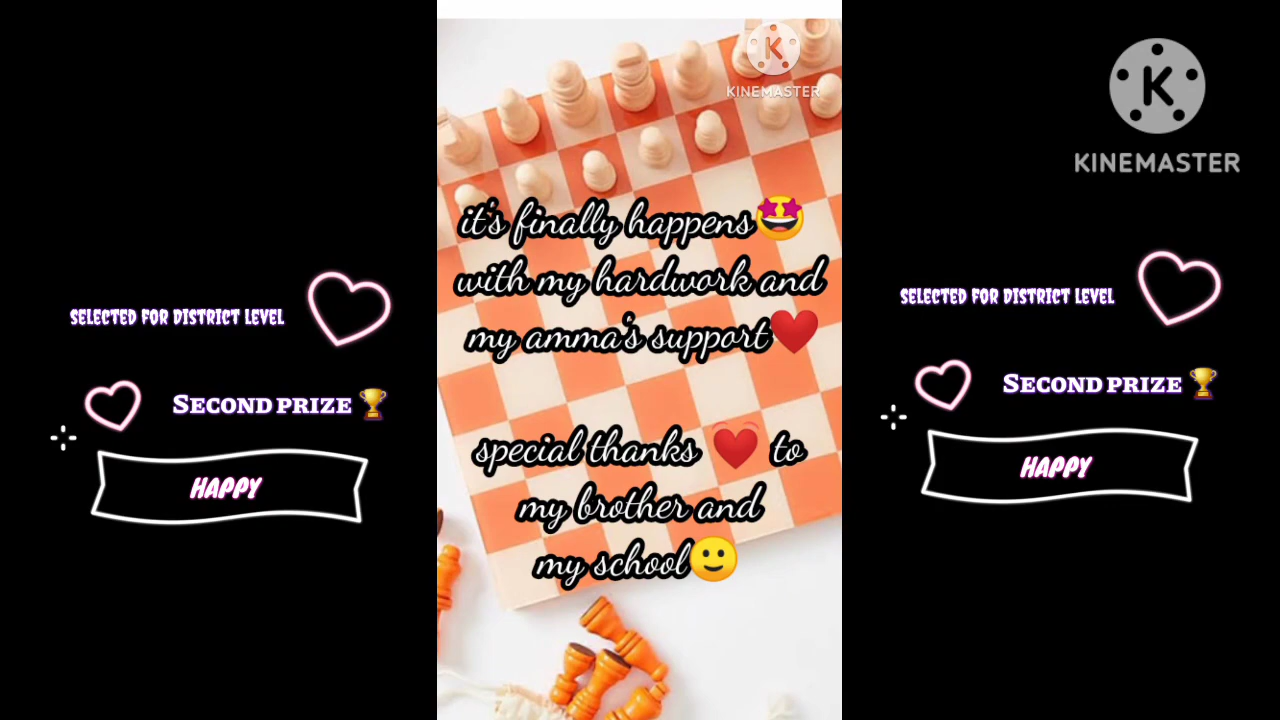 SELECTED FOR DISTRICT LEVEL
SECOND PRIZE 🏆
HAPPY
KINEMASTER
it's finally happens🤩
with my hardwork and
my amma's support❤️
special thanks ❤️ to
my brother and
my school🙂
K
KINEMASTER
SELECTED FOR DISTRICT LEVEL
SECOND PRIZE 🏆
HAPPY